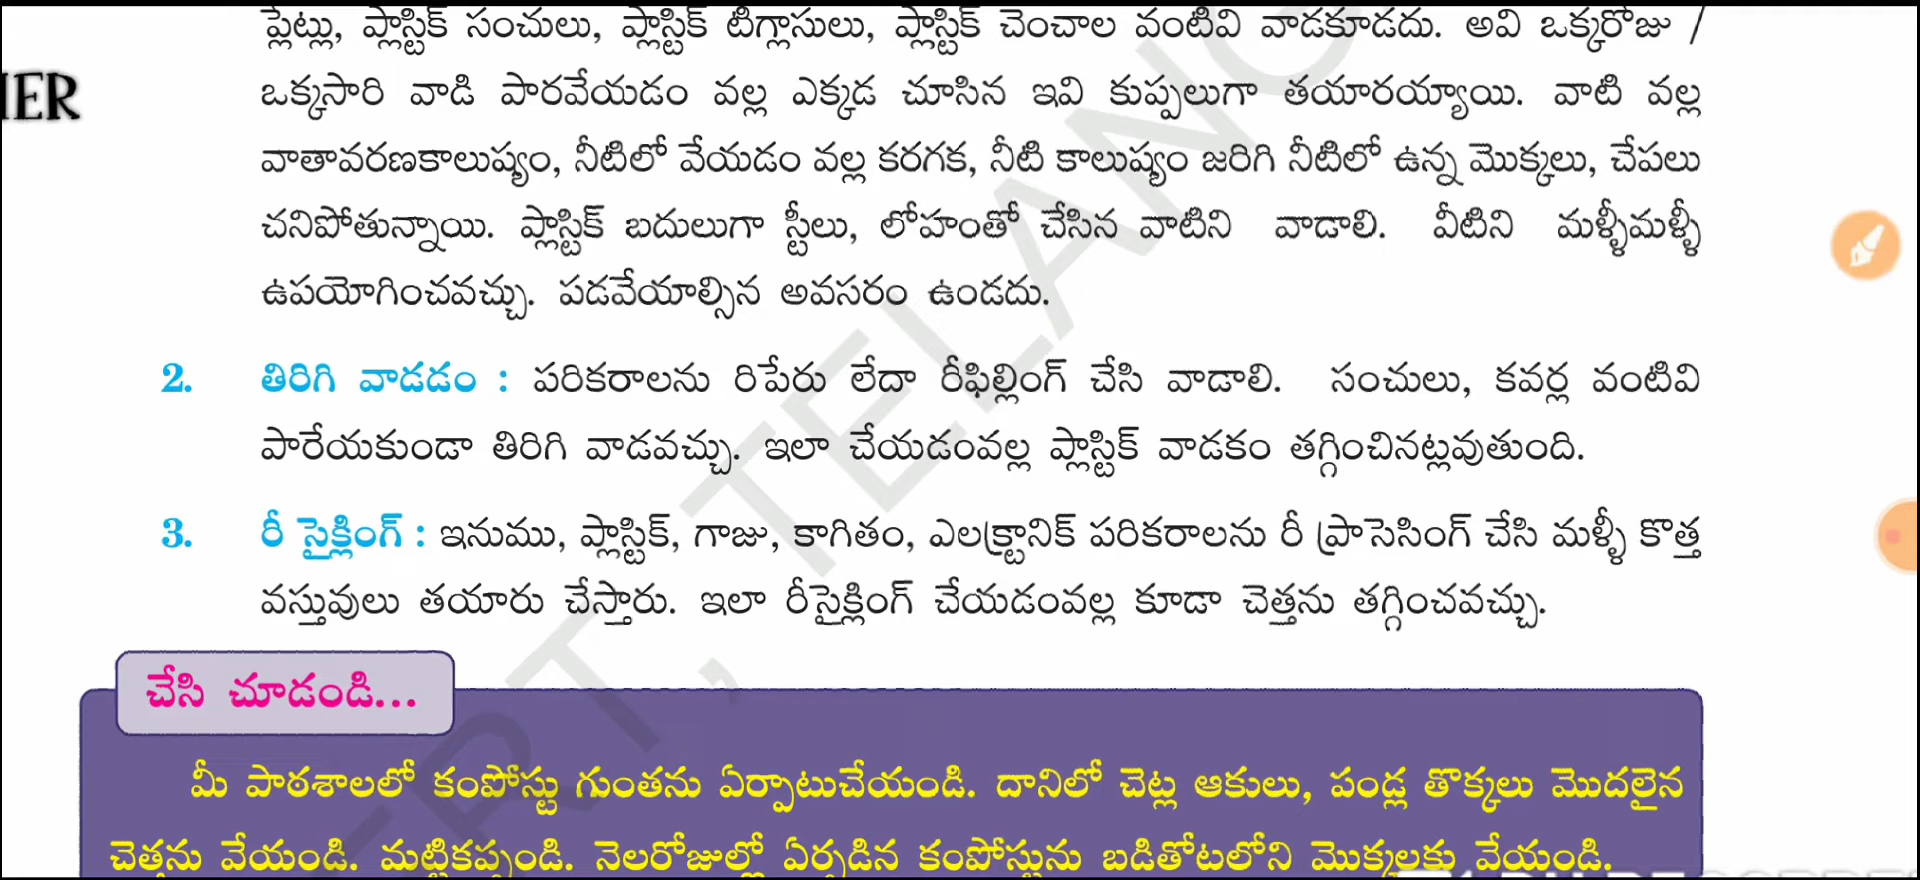 ప్లేట్లు, ప్లాస్టిక్ సంచులు, ప్లాస్టిక్ టీగ్లాసులు, ప్లాస్టిక్ చెంచాల వంటివి వాడకూడదు. అవి ఒక్కరోజు /
IER
ఒక్కసారి వాడి పారవేయడం వల్ల ఎక్కడ చూసిన ఇవి కుప్పలుగా తయారయ్యాయి. వాటి వల్ల
వాతావరణకాలుష్యం, నీటిలో వేయడం వల్ల కరగక, నీటి కాలుష్యం జరిగి నీటిలో ఉన్న మొక్కలు, చేపలు
చనిపోతున్నాయి. ప్లాస్టిక్ బదులుగా స్టీలు, లోహంతో చేసిన వాటిని వాడాలి. వీటిని మళ్ళీమళ్ళీ
ఉపయోగించవచ్చు. పడవేయాల్సిన అవసరం ఉండదు.
2. తిరిగి వాడడం : పరికరాలను రిపేరు లేదా రీఫిల్లింగ్ చేసి వాడాలి. సంచులు, కవర్ల వంటివి
పారేయకుండా తిరిగి వాడవచ్చు. ఇలా చేయడంవల్ల ప్లాస్టిక్ వాడకం తగ్గించినట్లవుతుంది.
3. రీ సైక్లింగ్ : ఇనుము, ప్లాస్టిక్, గాజు, కాగితం, ఎలక్ట్రానిక్ పరికరాలను రీ ప్రాసెసింగ్ చేసి మళ్ళీ కొత్త
వస్తువులు తయారు చేస్తారు. ఇలా రీసైక్లింగ్ చేయడంవల్ల కూడా చెత్తను తగ్గించవచ్చు.
చేసి చూడండి...
మీ పాఠశాలలో కంపోస్టు గుంతను ఏర్పాటుచేయండి. దానిలో చెట్ల ఆకులు, పండ్ల తొక్కలు మొదలైన
చెత్తను వేయండి. మట్టికప్పండి. నెలరోజుల్లో ఏర్పడిన కంపోస్టును బడితోటలోని మొక్కలకు వేయండి.
ERT, TELANG